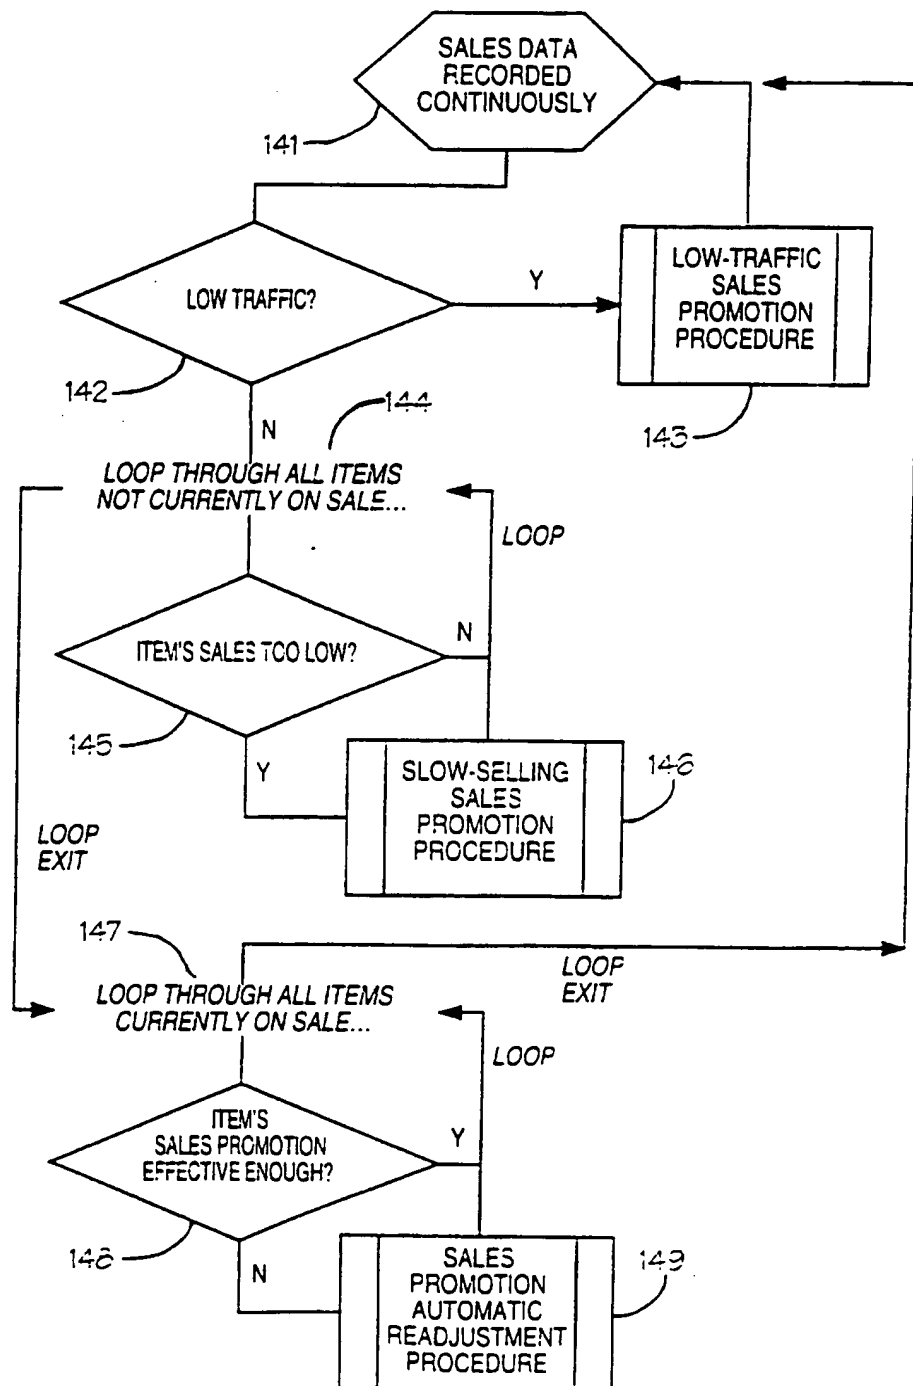 SALES DATA
RECORDED
CONTINUOUSLY
141
LOW TRAFFIC?
Y
LOW-TRAFFIC
SALES
PROMOTION
PROCEDURE
142
143
N
144
LOOP THROUGH ALL ITEMS
NOT CURRENTLY ON SALE...
LOOP
ITEM'S SALES TOO LOW?
N
145
Y
SLOW-SELLING
SALES
PROMOTION
PROCEDURE
146
LOOP
EXIT
147
LOOP THROUGH ALL ITEMS
CURRENTLY ON SALE...
LOOP
EXIT
LOOP
ITEM'S
SALES PROMOTION
EFFECTIVE ENOUGH?
Y
148
N
SALES
PROMOTION
AUTOMATIC
READJUSTMENT
PROCEDURE
149